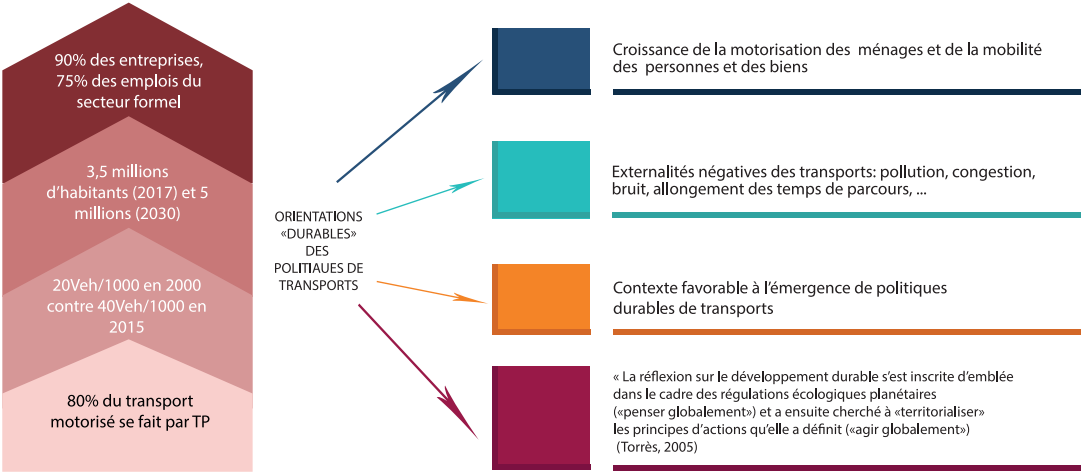 90% des entreprises,
75% des emplois du
secteur formel
3,5 millions
d'habitants (2017) et 5
millions (2030)
20Veh/1000 en 2000
contre 40Veh/1000 en
2015
80% du transport
motorisé se fait par TP
ORIENTATIONS
«DURABLES»
DES
POLITIAUES DE
TRANSPORTS
Croissance de la motorisation des ménages et de la mobilité
des personnes et des biens
Externalités négatives des transports: pollution, congestion,
bruit, allongement des temps de parcours, ...
Contexte favorable à l'émergence de politiques
durables de transports
« La réflexion sur le développement durable s'est inscrite d'emblée
dans le cadre des régulations écologiques planétaires
(«penser globalement») et a ensuite cherché à «territorialiser»
les principes d'actions qu'elle a définit («agir globalement»)
(Torrès, 2005)